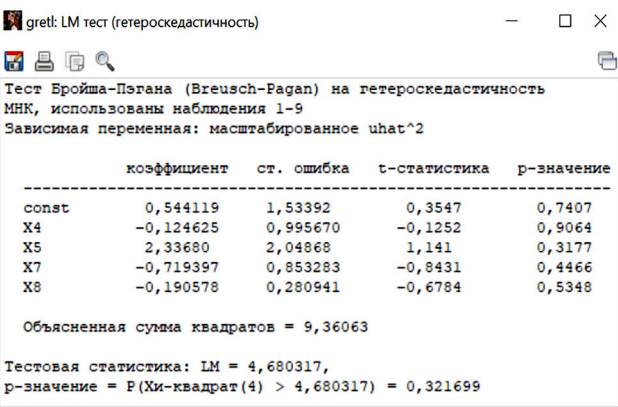 gretl: LM тест (гетероскедастичность)
Тест Бройша-Пэгана (Breusch-Pagan) на гетероскедастичность
МНК, использованы наблюдения 1-9
Зависимая переменная: масштабированное uhat^2
коэффициент ст. ошибка t-статистика p-значение
const 0,544119 1,53392 0,3547 0,7407
X4 -0,124625 0,995670 -0,1252 0,9064
X5 2,33680 2,04868 1,141 0,3177
X7 -0,719397 0,853283 -0,8431 0,4466
X8 -0,190578 0,280941 -0,6784 0,5348
Объясненная сумма квадратов = 9,36063
Тестовая статистика: LM = 4,680317,
р-значение = P(Хи-квадрат(4) > 4,680317) = 0,321699